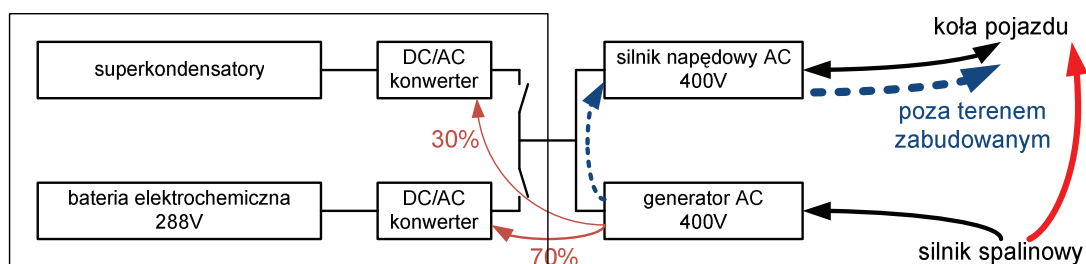 superkondensatory
DC/AC
konwerter
silnik napędowy AC
400V
koła pojazdu
poza terenem
zabudowanym
30%
bateria elektrochemiczna
288V
DC/AC
konwerter
generator AC
400V
70%
silnik spalinowy